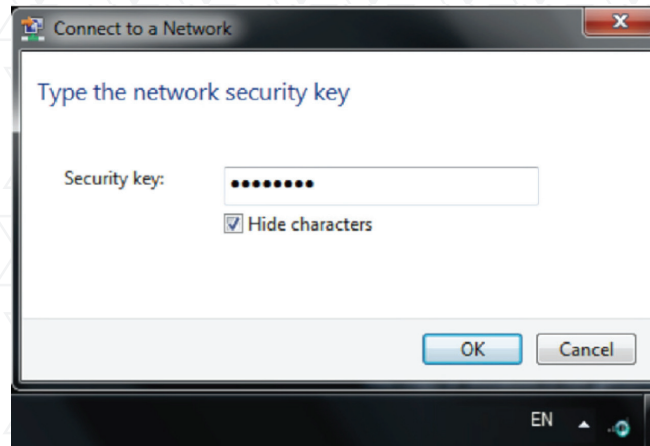 Connect to a Network
Type the network security key
Security key: ••••••••
Hide characters
OK Cancel
EN